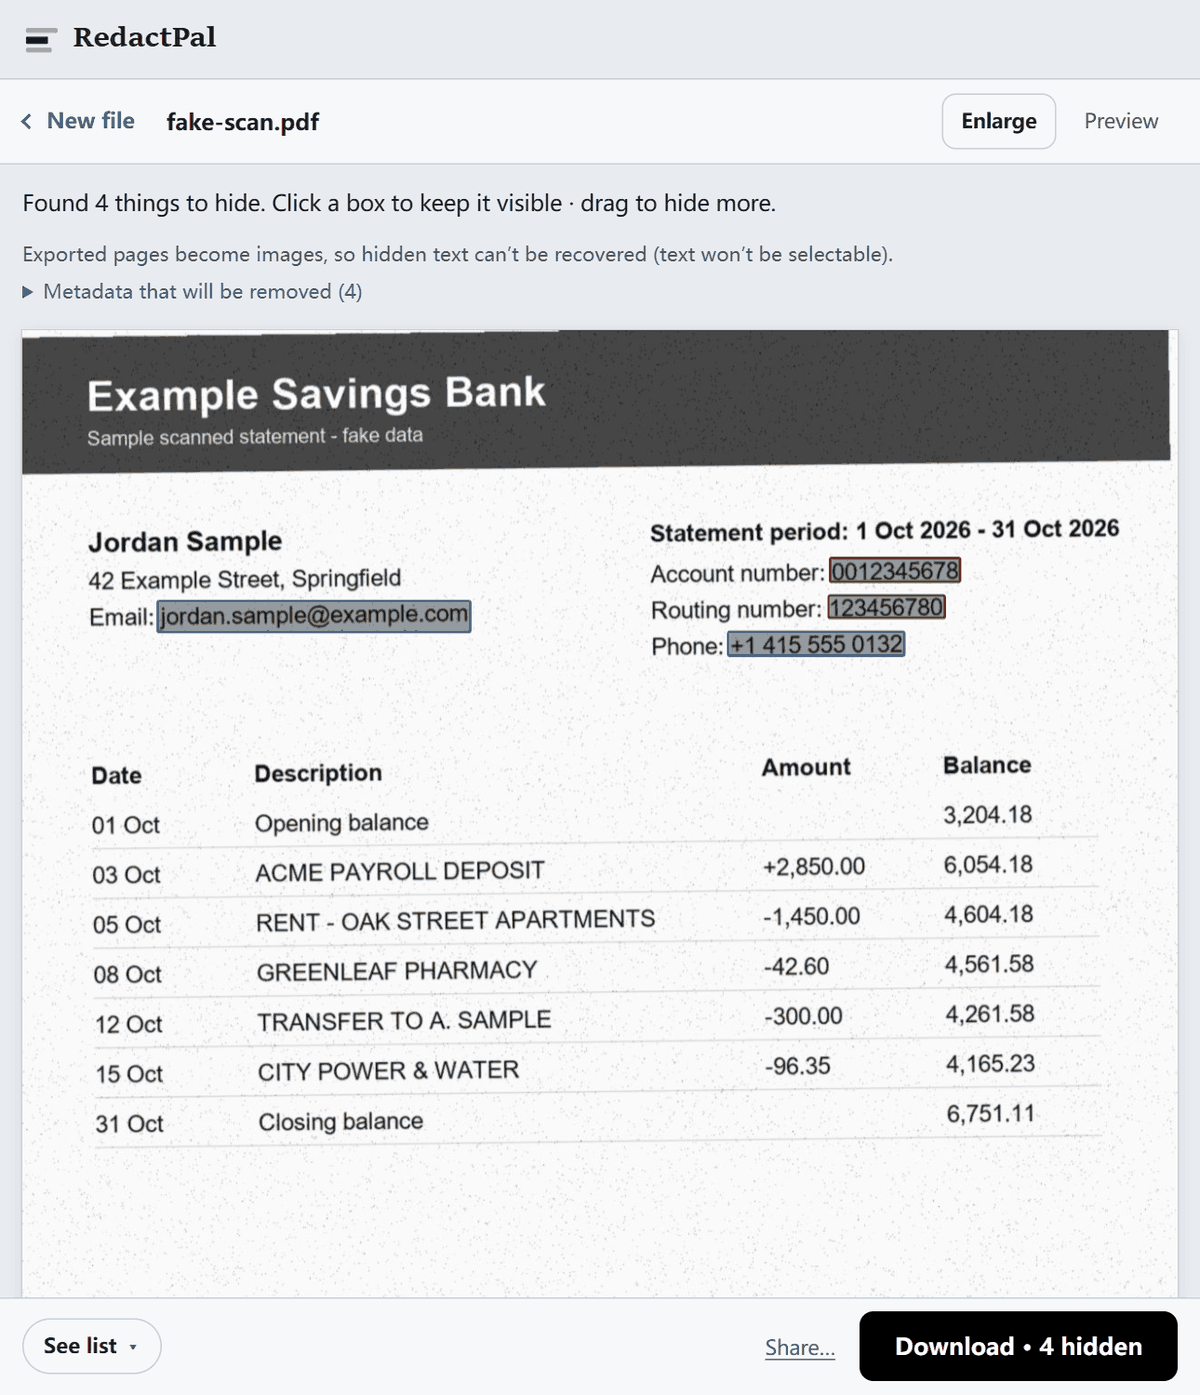 RedactPal
New file
fake-scan.pdf
Enlarge
Preview
Found 4 things to hide. Click a box to keep it visible · drag to hide more.
Exported pages become images, so hidden text can’t be recovered (text won’t be selectable).
Metadata that will be removed (4)
Example Savings Bank
Sample scanned statement - fake data
Jordan Sample
42 Example Street, Springfield
Email: jordan.sample@example.com
Statement period: 1 Oct 2026 - 31 Oct 2026
Account number: 0012345678
Routing number: 123456780
Phone: +1 415 555 0132
Date Description Amount Balance
01 Oct Opening balance 3,204.18
03 Oct ACME PAYROLL DEPOSIT +2,850.00 6,054.18
05 Oct RENT - OAK STREET APARTMENTS -1,450.00 4,604.18
08 Oct GREENLEAF PHARMACY -42.60 4,561.58
12 Oct TRANSFER TO A. SAMPLE -300.00 4,261.58
15 Oct CITY POWER & WATER -96.35 4,165.23
31 Oct Closing balance 6,751.11
See list
Share...
Download • 4 hidden